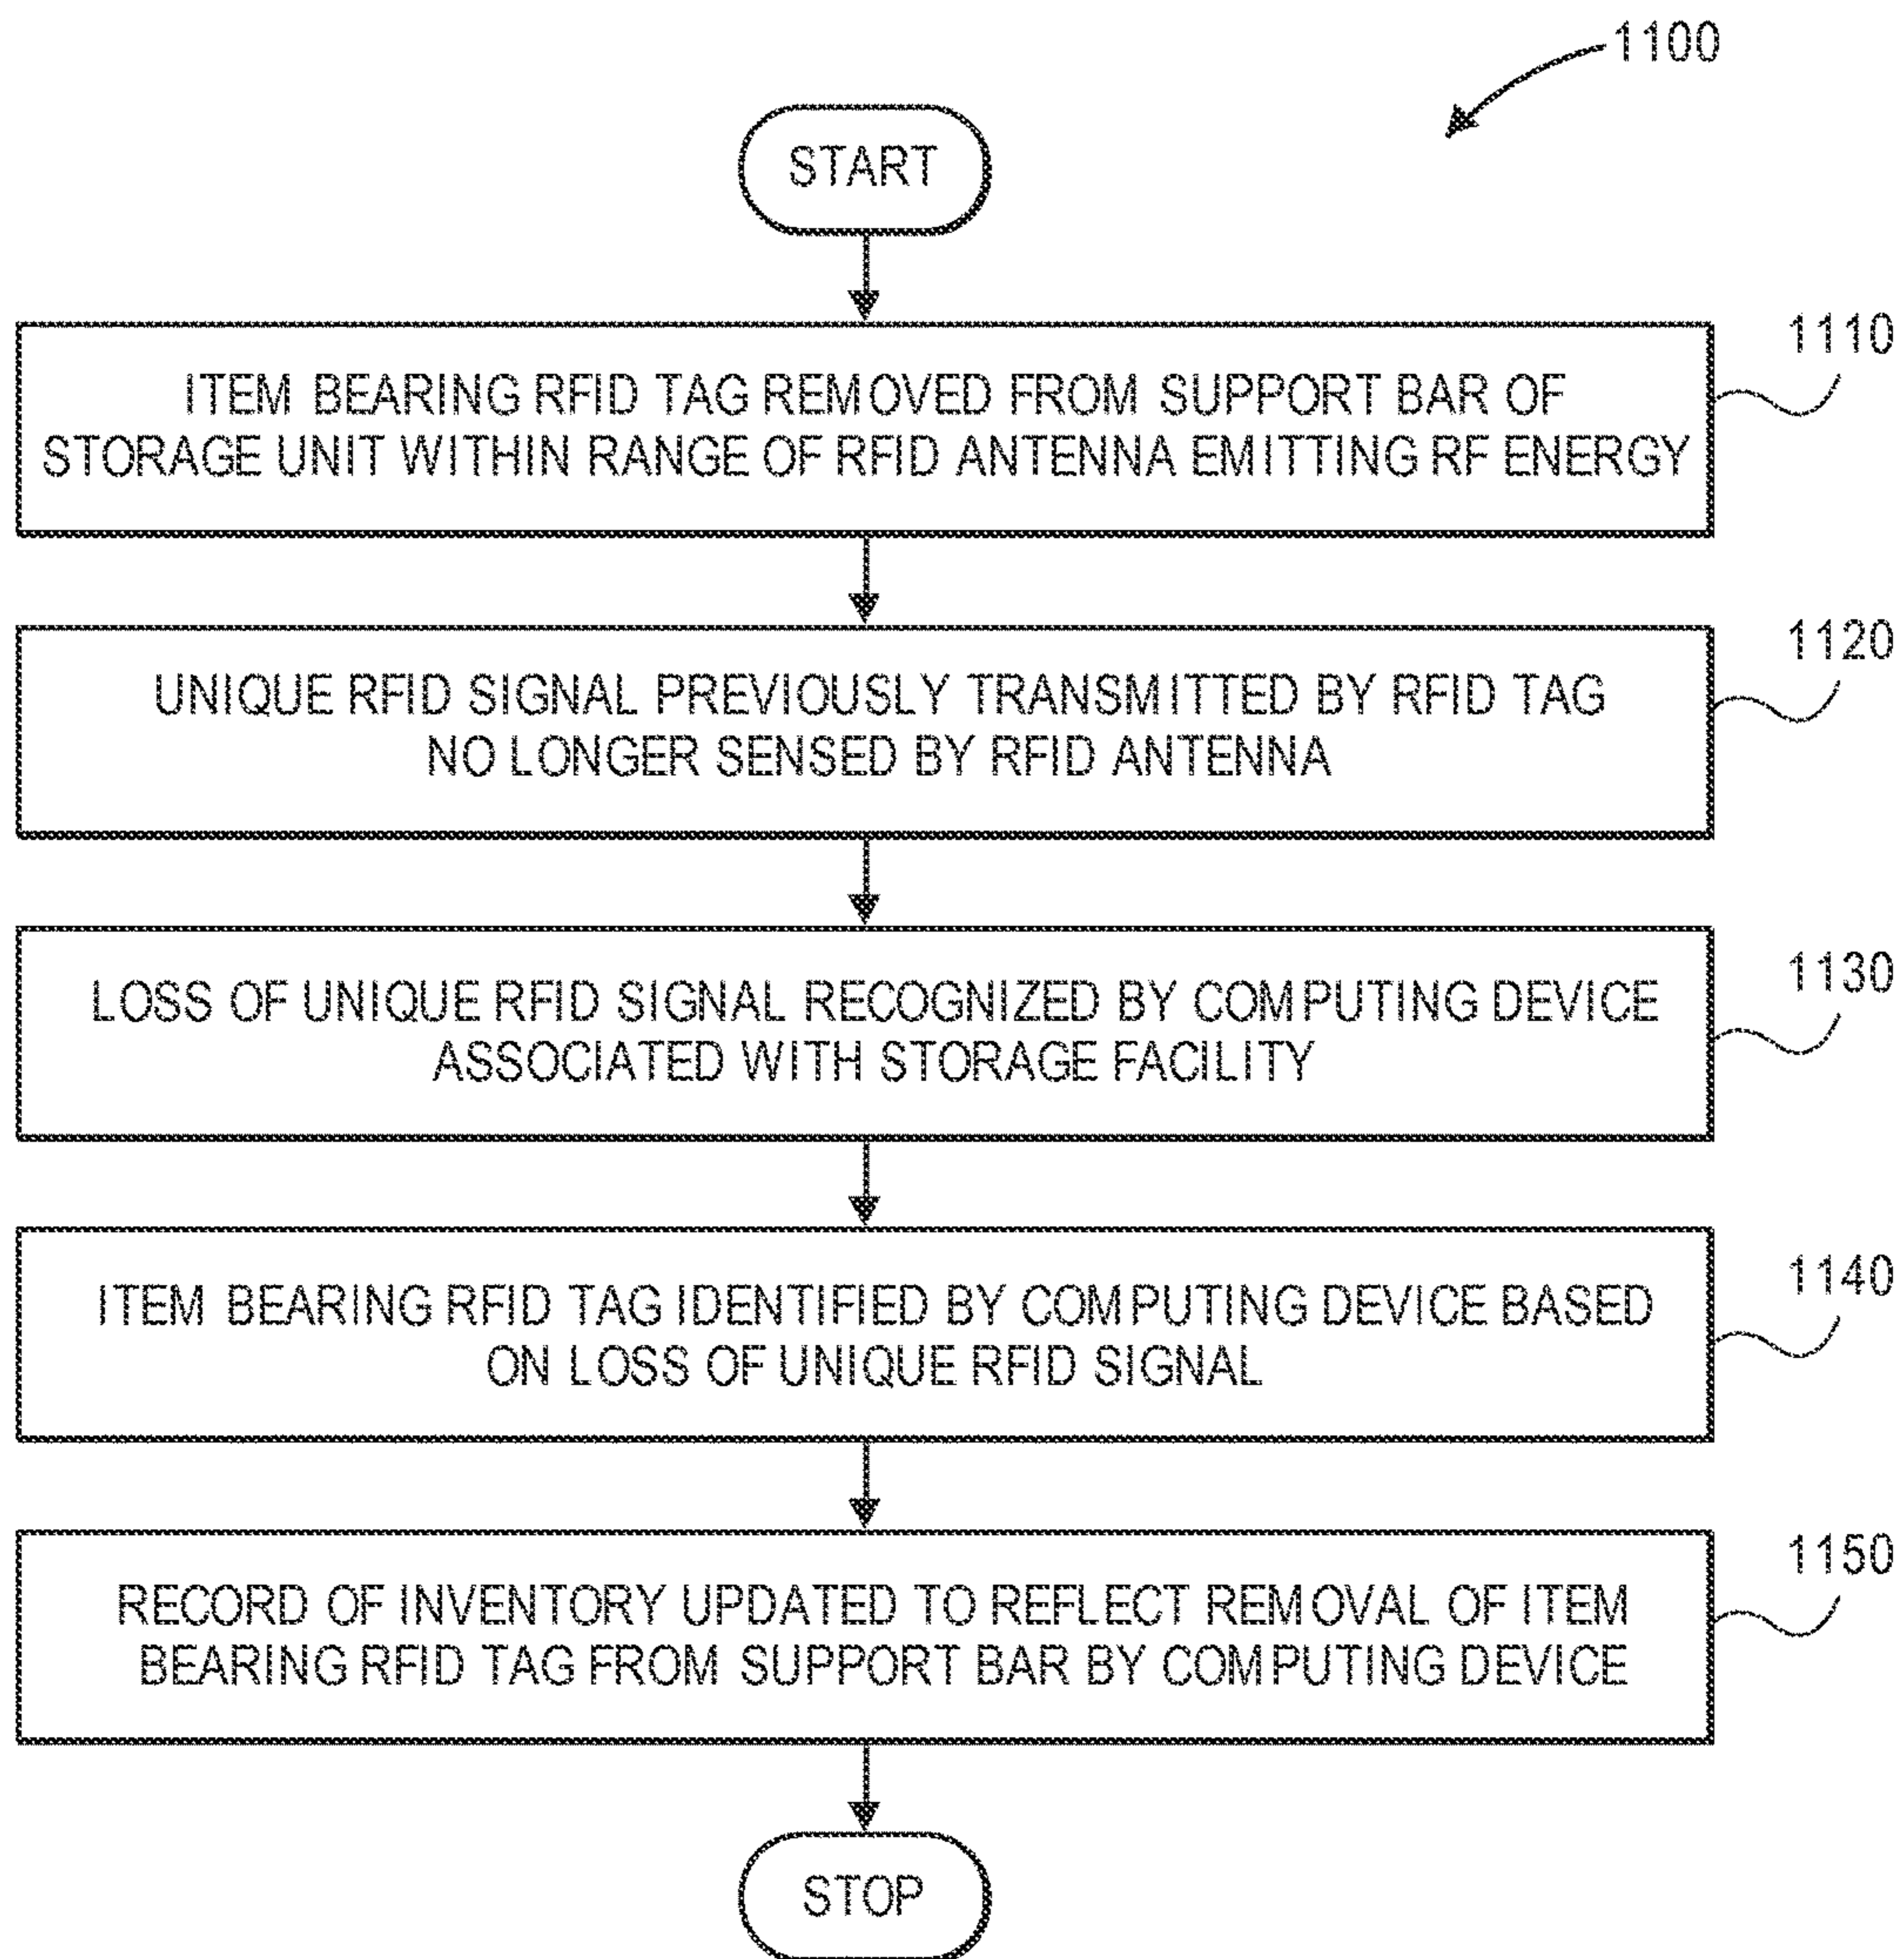 1100
START
1110
ITEM BEARING RFID TAG REMOVED FROM SUPPORT BAR OF
STORAGE UNIT WITHIN RANGE OF RFID ANTENNA EMITTING RF ENERGY
1120
UNIQUE RFID SIGNAL PREVIOUSLY TRANSMITTED BY RFID TAG
NO LONGER SENSED BY RFID ANTENNA
1130
LOSS OF UNIQUE RFID SIGNAL RECOGNIZED BY COMPUTING DEVICE
ASSOCIATED WITH STORAGE FACILITY
1140
ITEM BEARING RFID TAG IDENTIFIED BY COMPUTING DEVICE BASED
ON LOSS OF UNIQUE RFID SIGNAL
1150
RECORD OF INVENTORY UPDATED TO REFLECT REMOVAL OF ITEM
BEARING RFID TAG FROM SUPPORT BAR BY COMPUTING DEVICE
STOP